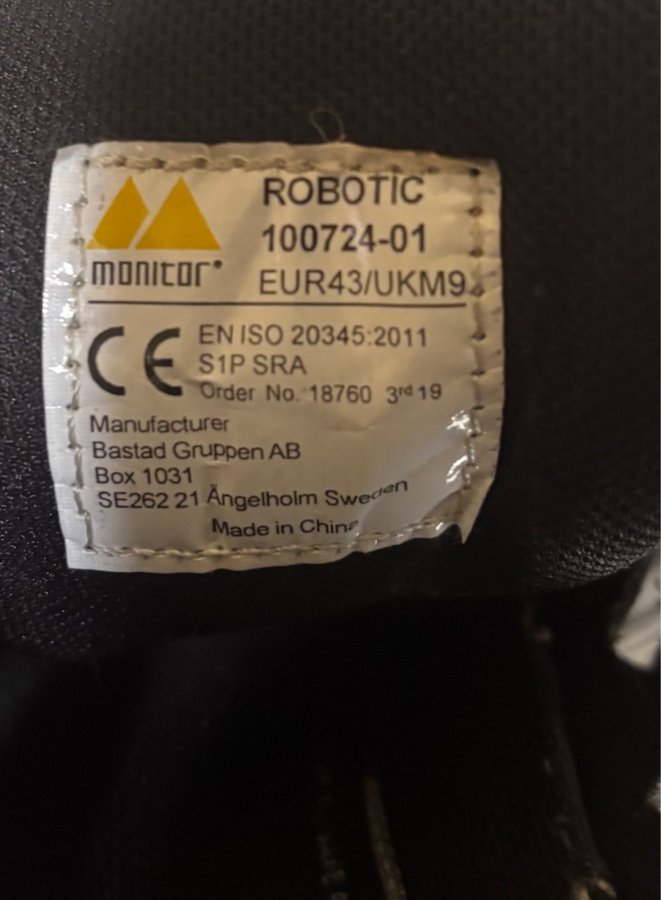 ROBOTIC
100724-01
EUR43/UKM9
monitor
CE
EN ISO 20345:2011
S1P SRA
Order No. 18760 3rd 19
Manufacturer
Bastad Gruppen AB
Box 1031
SE262 21 Ängelholm Sweden
Made in China